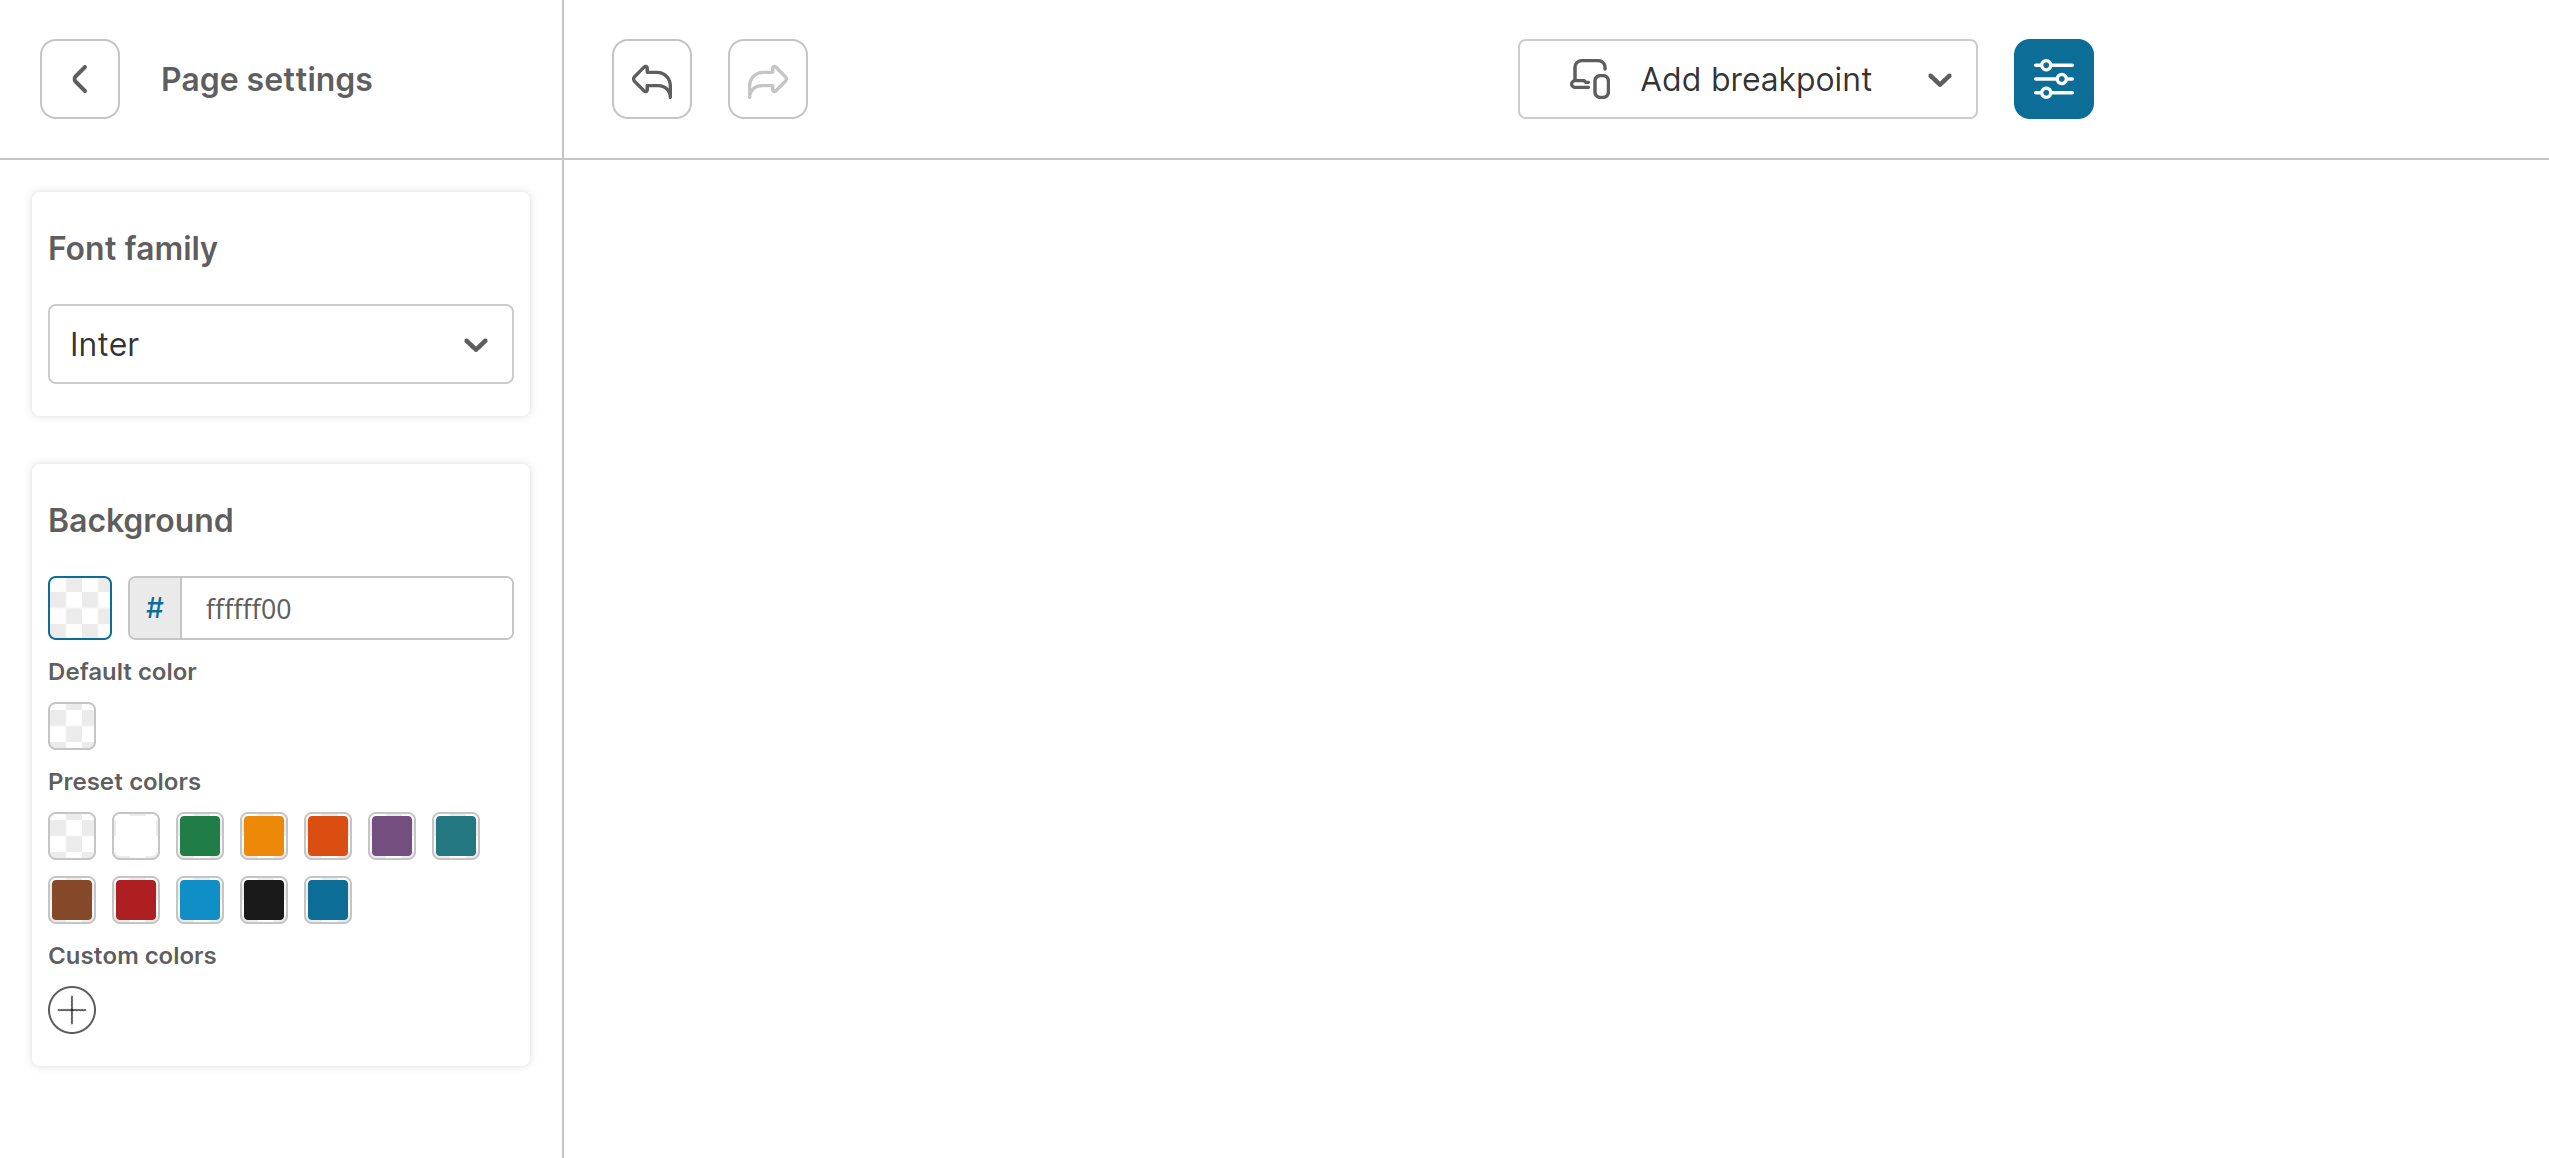 Page settings
Add breakpoint
Font family
Inter
Background
# ffffff00
Default color
Preset colors
Custom colors